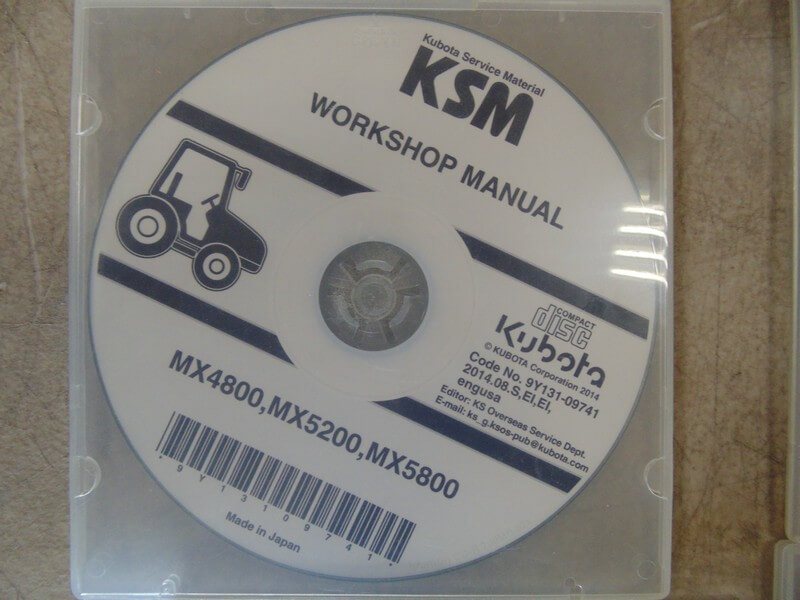 Kubota Service Material
KSM
WORKSHOP MANUAL
COMPACT
disc
Kubota
© KUBOTA Corporation 2014
Code No. 9Y131-09741
2014.08.S,EI,EI,
engusa
Editor: KS Overseas Service Dept.
E-mail: ks_g.ksos-pub@kubota.com
MX4800,MX5200,MX5800
*9Y13109741*
Made in Japan